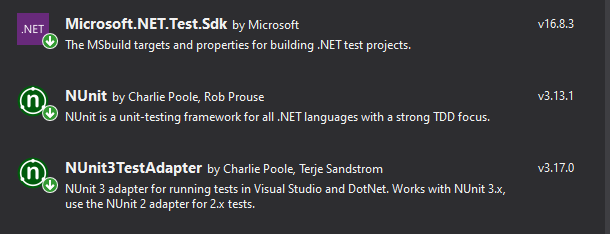 .NET
Microsoft.NET.Test.Sdk by Microsoft v16.8.3
The MSbuild targets and properties for building .NET test projects.
n
NUnit by Charlie Poole, Rob Prouse v3.13.1
NUnit is a unit-testing framework for all .NET languages with a strong TDD focus.
n
NUnit3TestAdapter by Charlie Poole, Terje Sandstrom v3.17.0
NUnit 3 adapter for running tests in Visual Studio and DotNet. Works with NUnit 3.x,
use the NUnit 2 adapter for 2.x tests.